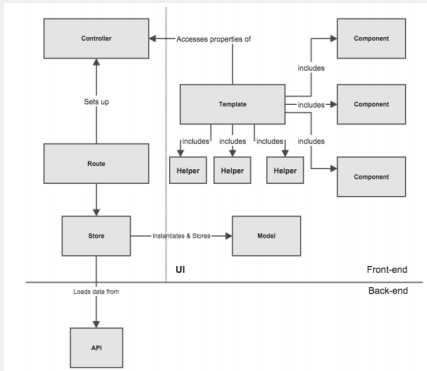 Controller
Accesses properties of
Component
includes
Sets up
Template
includes
Component
includes
includes
includes
includes
Route
Helper
Helper
Helper
Component
Store
Instantiates & Stores
Model
UI
Front-end
Back-end
Loads data from
API